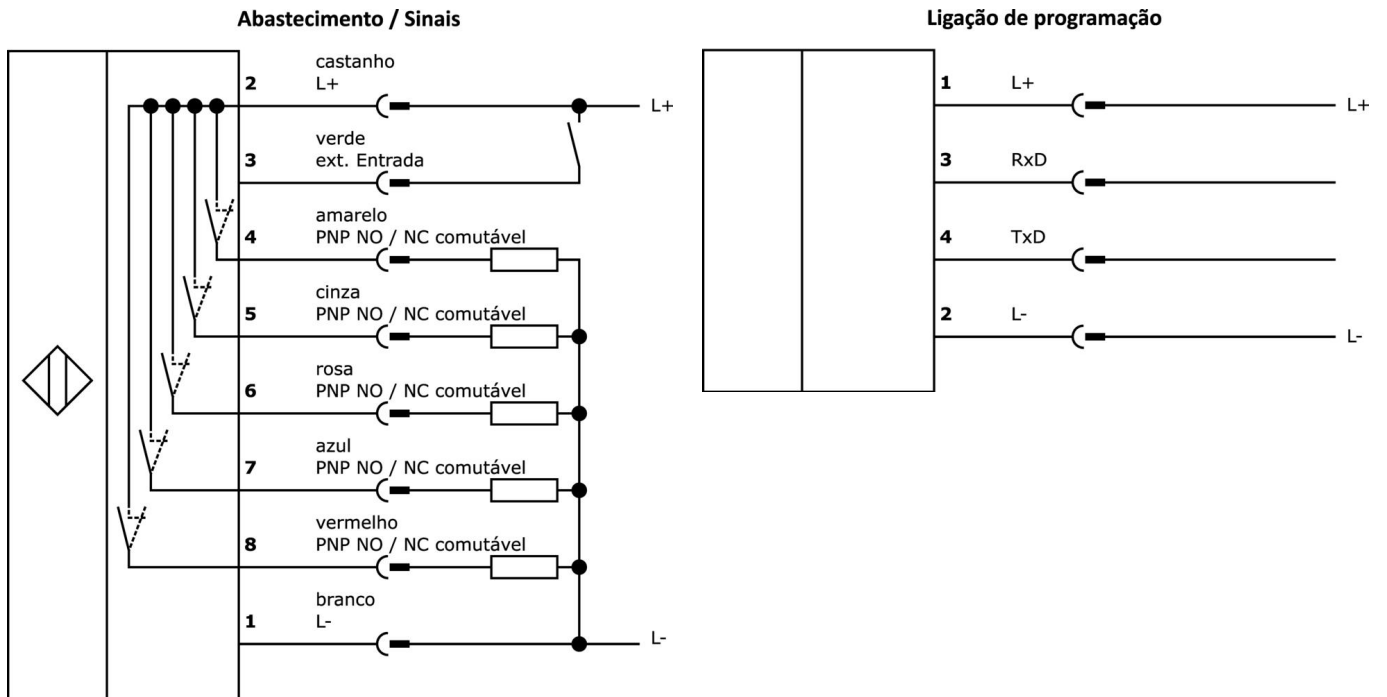 Abastecimento / Sinais
castanho
2 L+
L+
verde
3 ext. Entrada
amarelo
4 PNP NO / NC comutável
cinza
5 PNP NO / NC comutável
rosa
6 PNP NO / NC comutável
azul
7 PNP NO / NC comutável
vermelho
8 PNP NO / NC comutável
branco
1 L-
L-
Ligação de programação
1 L+
L+
3 RxD
4 TxD
2 L-
L-